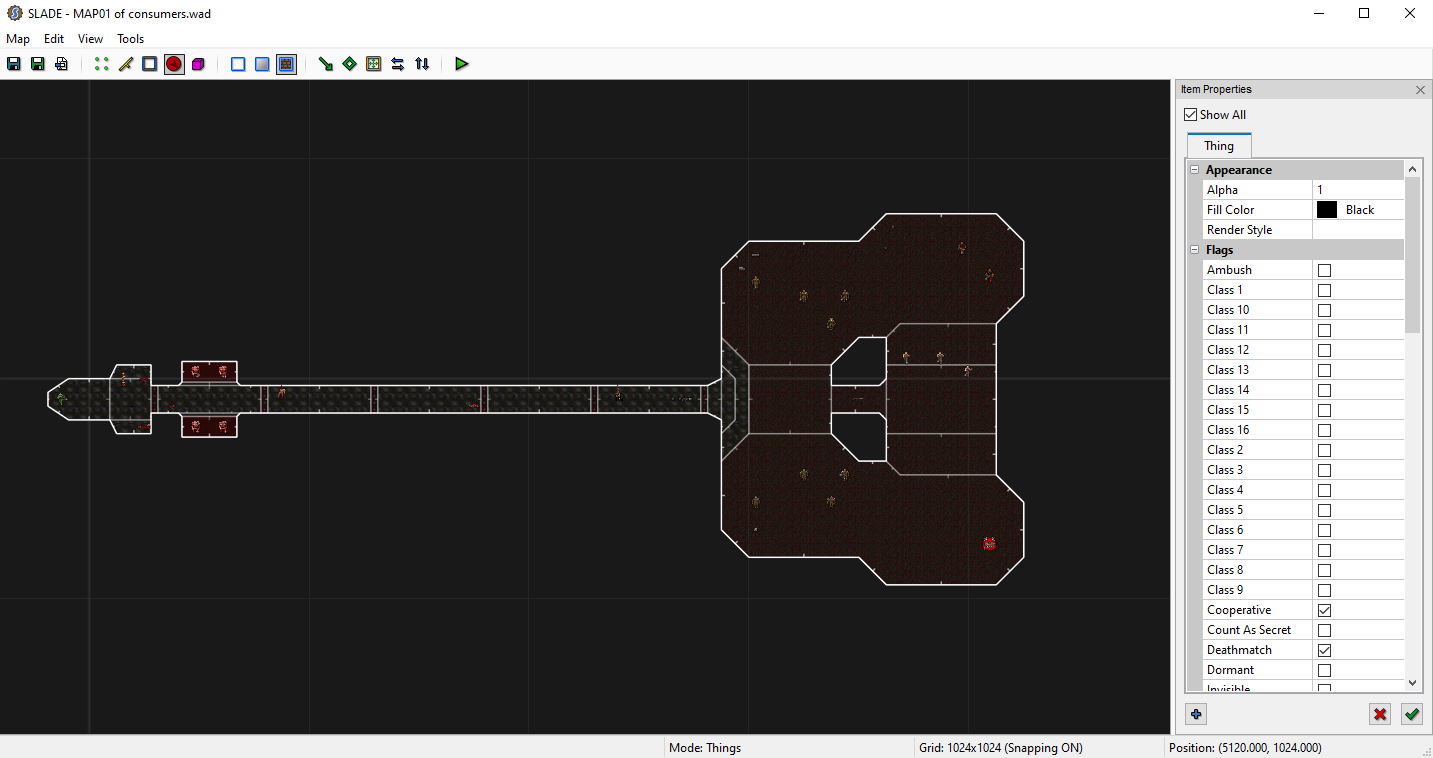 SLADE - MAP01 of consumers.wad
Map Edit View Tools
Item Properties
Show All
Thing
Appearance
Alpha 1
Fill Color Black
Render Style
Flags
Ambush
Class 1
Class 10
Class 11
Class 12
Class 13
Class 14
Class 15
Class 16
Class 2
Class 3
Class 4
Class 5
Class 6
Class 7
Class 8
Class 9
Cooperative
Count As Secret
Deathmatch
Dormant
Invisible
Mode: Things Grid: 1024x1024 (Snapping ON) Position: (5120.000, 1024.000)